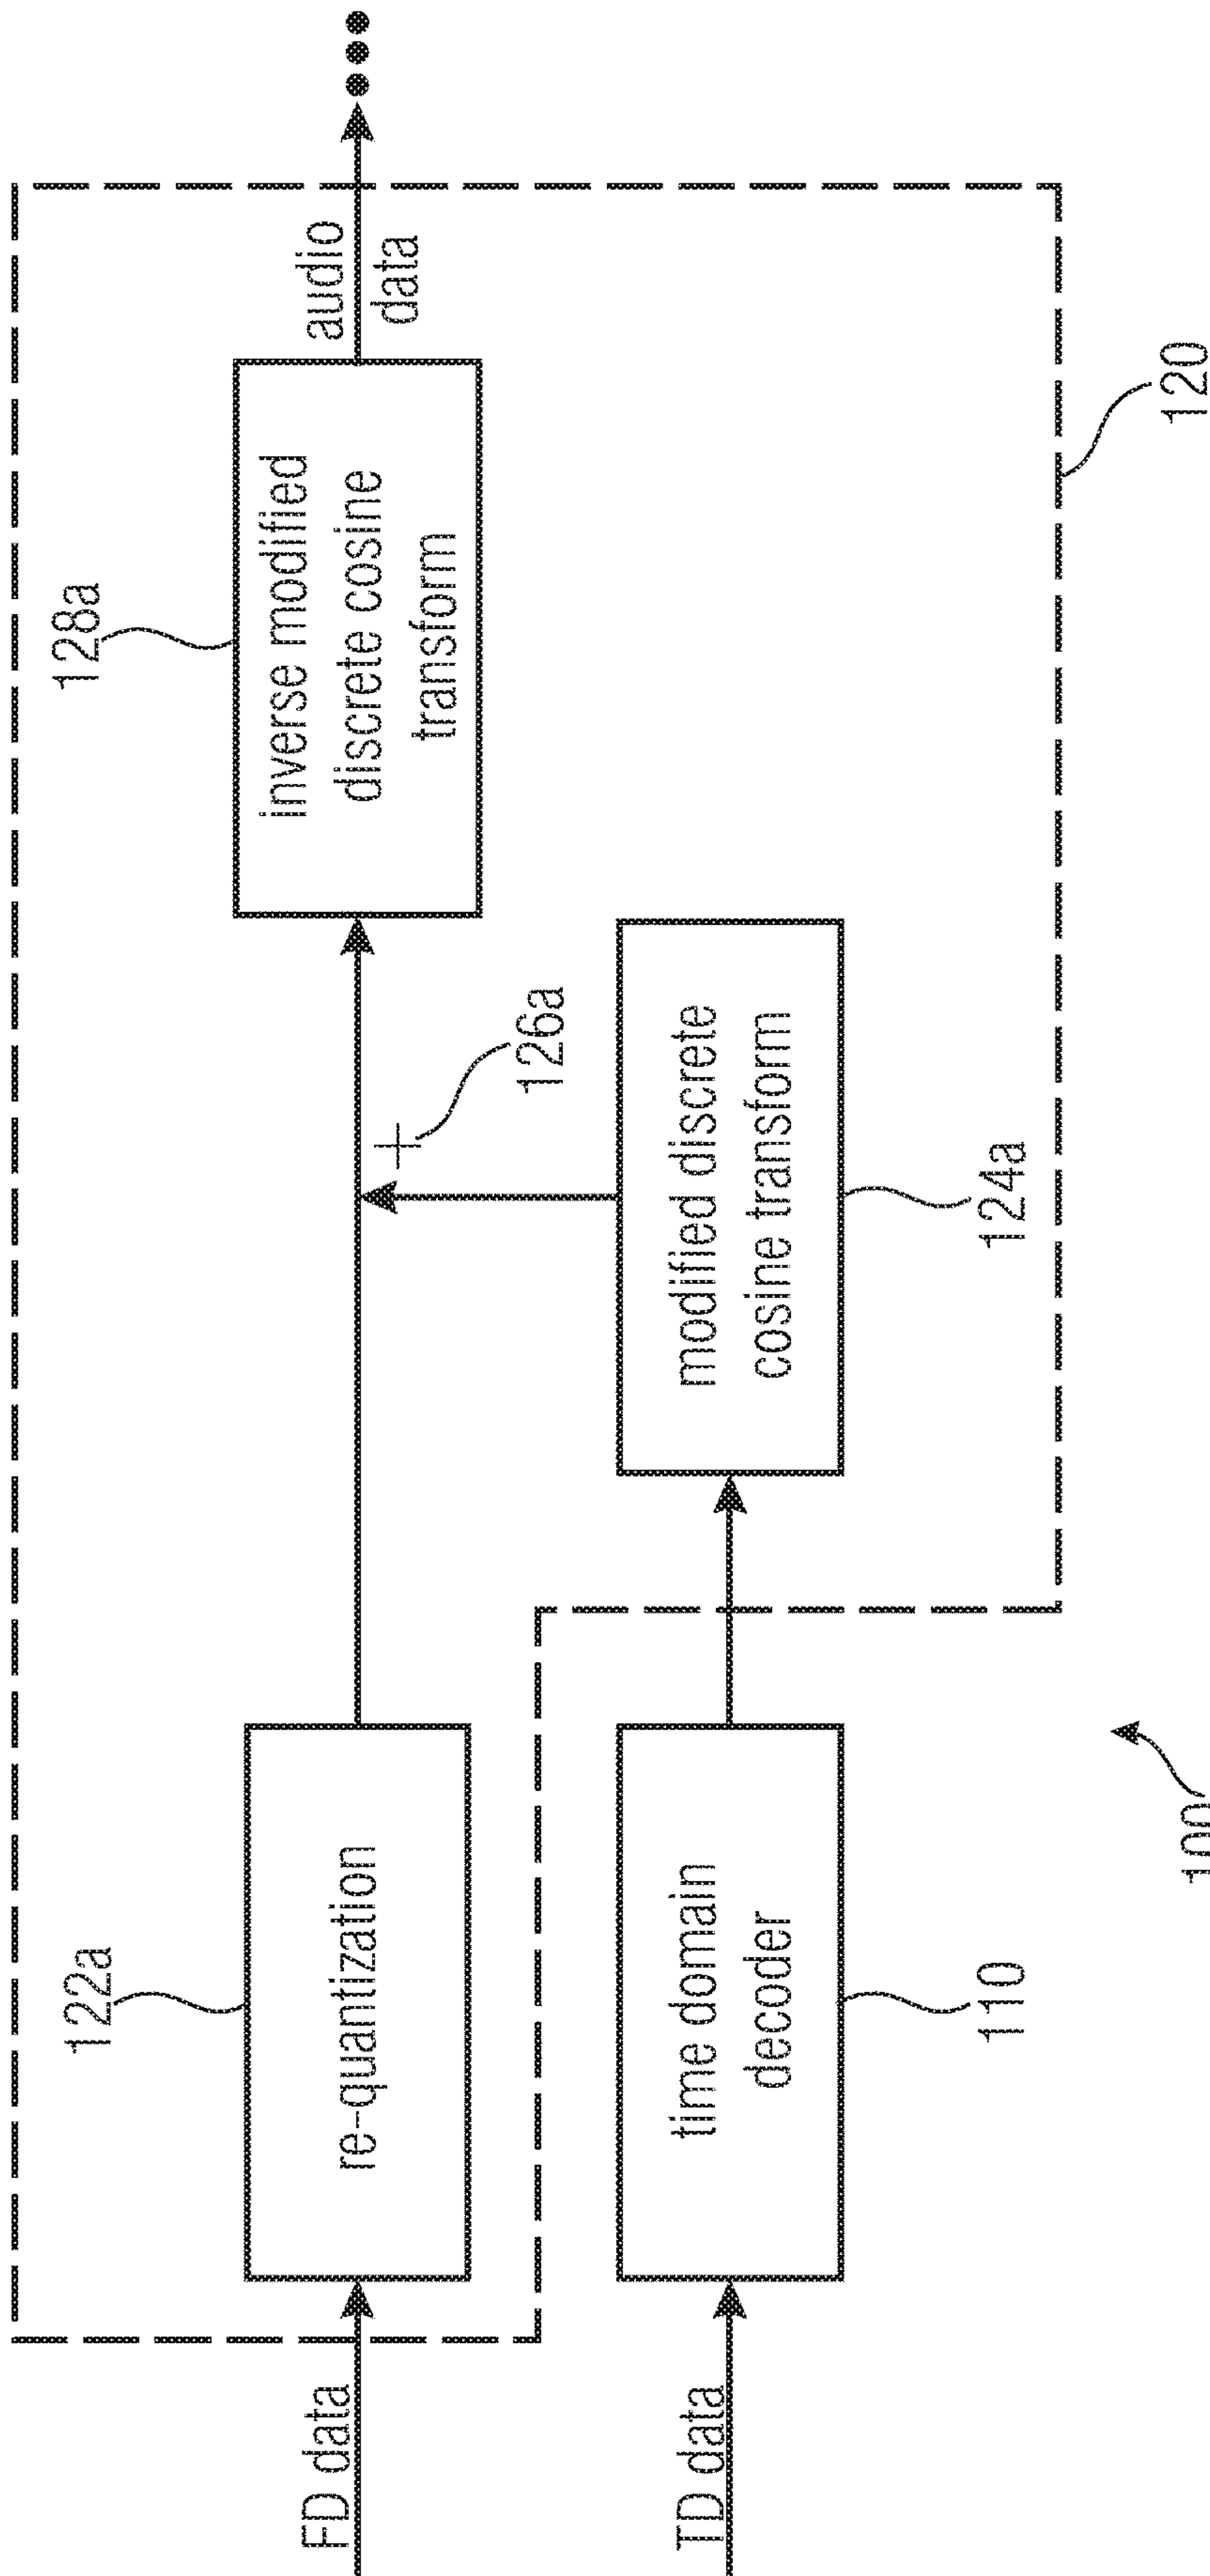 FD data
122a
re-quantization
126a
128a
inverse modified
discrete cosine
transform
audio
data
TD data
time domain
decoder
110
modified discrete
cosine transform
124a
120
100